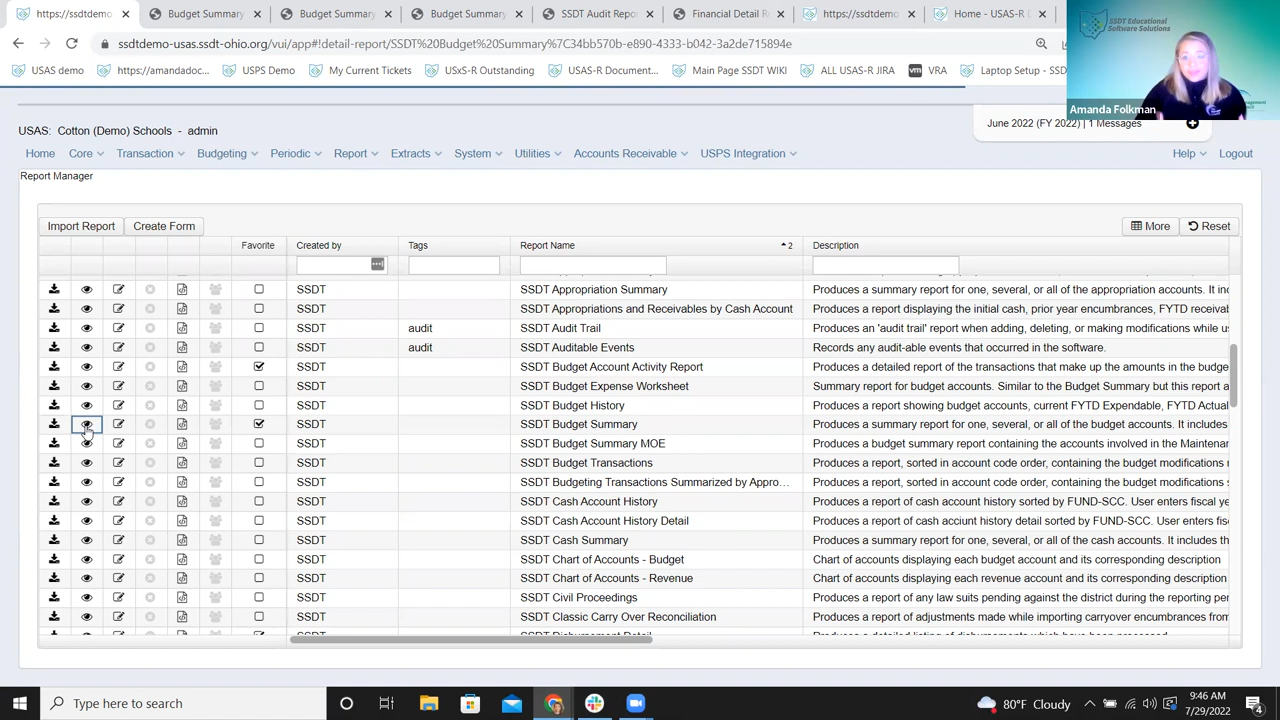 https://ssdtdemo
Budget Summary
Budget Summary
Budget Summary
SSDT Audit Repo
Financial Detail R
https://ssdtdemo
Home - USAS-R
SSDT Educational
Software Solutions
ssdtdemo-usas.ssdt-ohio.org/vui/app#!detail-report/SSDT%20Budget%20Summary%7C34bb570b-e890-4333-b042-3a2de715894e
USAS demo
https://amandadoc...
USPS Demo
My Current Tickets
USxS-R Outstanding
USAS-R Document...
Main Page SSDT WIKI
ALL USAS-R JIRA
vm VRA
Laptop Setup - SSD
Amanda Folkman
USAS: Cotton (Demo) Schools - admin
June 2022 (FY 2022) | 1 Messages
Home Core Transaction Budgeting Periodic Report Extracts System Utilities Accounts Receivable USPS Integration Help Logout
Report Manager
Import Report Create Form More Reset
Favorite Created by Tags Report Name 2 Description
SSDT SSDT Appropriation Summary Produces a summary report for one, several, or all of the appropriation accounts. It inc
SSDT SSDT Appropriations and Receivables by Cash Account Produces a report displaying the initial cash, prior year encumbrances, FYTD receivab
SSDT audit SSDT Audit Trail Produces an 'audit trail' report when adding, deleting, or making modifications while us
SSDT audit SSDT Auditable Events Records any audit-able events that occurred in the software.
SSDT SSDT Budget Account Activity Report Produces a detailed report of the transactions that make up the amounts in the budge
SSDT SSDT Budget Expense Worksheet Summary report for budget accounts. Similar to the Budget Summary but this report a
SSDT SSDT Budget History Produces a report showing budget accounts, current FYTD Expendable, FYTD Actua
SSDT SSDT Budget Summary Produces a summary report for one, several, or all of the budget accounts. It includes
SSDT SSDT Budget Summary MOE Produces a budget summary report containing the accounts involved in the Maintenan
SSDT SSDT Budget Transactions Produces a report, sorted in account code order, containing the budget modifications
SSDT SSDT Budgeting Transactions Summarized by Appro... Produces a report, sorted in account code order, containing the budget modifications r
SSDT SSDT Cash Account History Produces a report of cash account history sorted by FUND-SCC. User enters fiscal ye
SSDT SSDT Cash Account History Detail Produces a report of cash acciunt history detail sorted by FUND-SCC. User enters fis
SSDT SSDT Cash Summary Produces a summary report for one, several, or all of the cash accounts. It includes th
SSDT SSDT Chart of Accounts - Budget Chart of accounts displaying each budget account and its corresponding description
SSDT SSDT Chart of Accounts - Revenue Chart of accounts displaying each revenue account and its corresponding description
SSDT SSDT Civil Proceedings Produces a report of any law suits pending against the district during the reporting per
SSDT SSDT Classic Carry Over Reconciliation Produces a report of adjustments made while importing carryover encumbrances from
SSDT SSDT Disbursement Detail Produces a detailed listing of disbursements which have been processed
Type here to search
80°F Cloudy
9:46 AM
7/29/2022
4